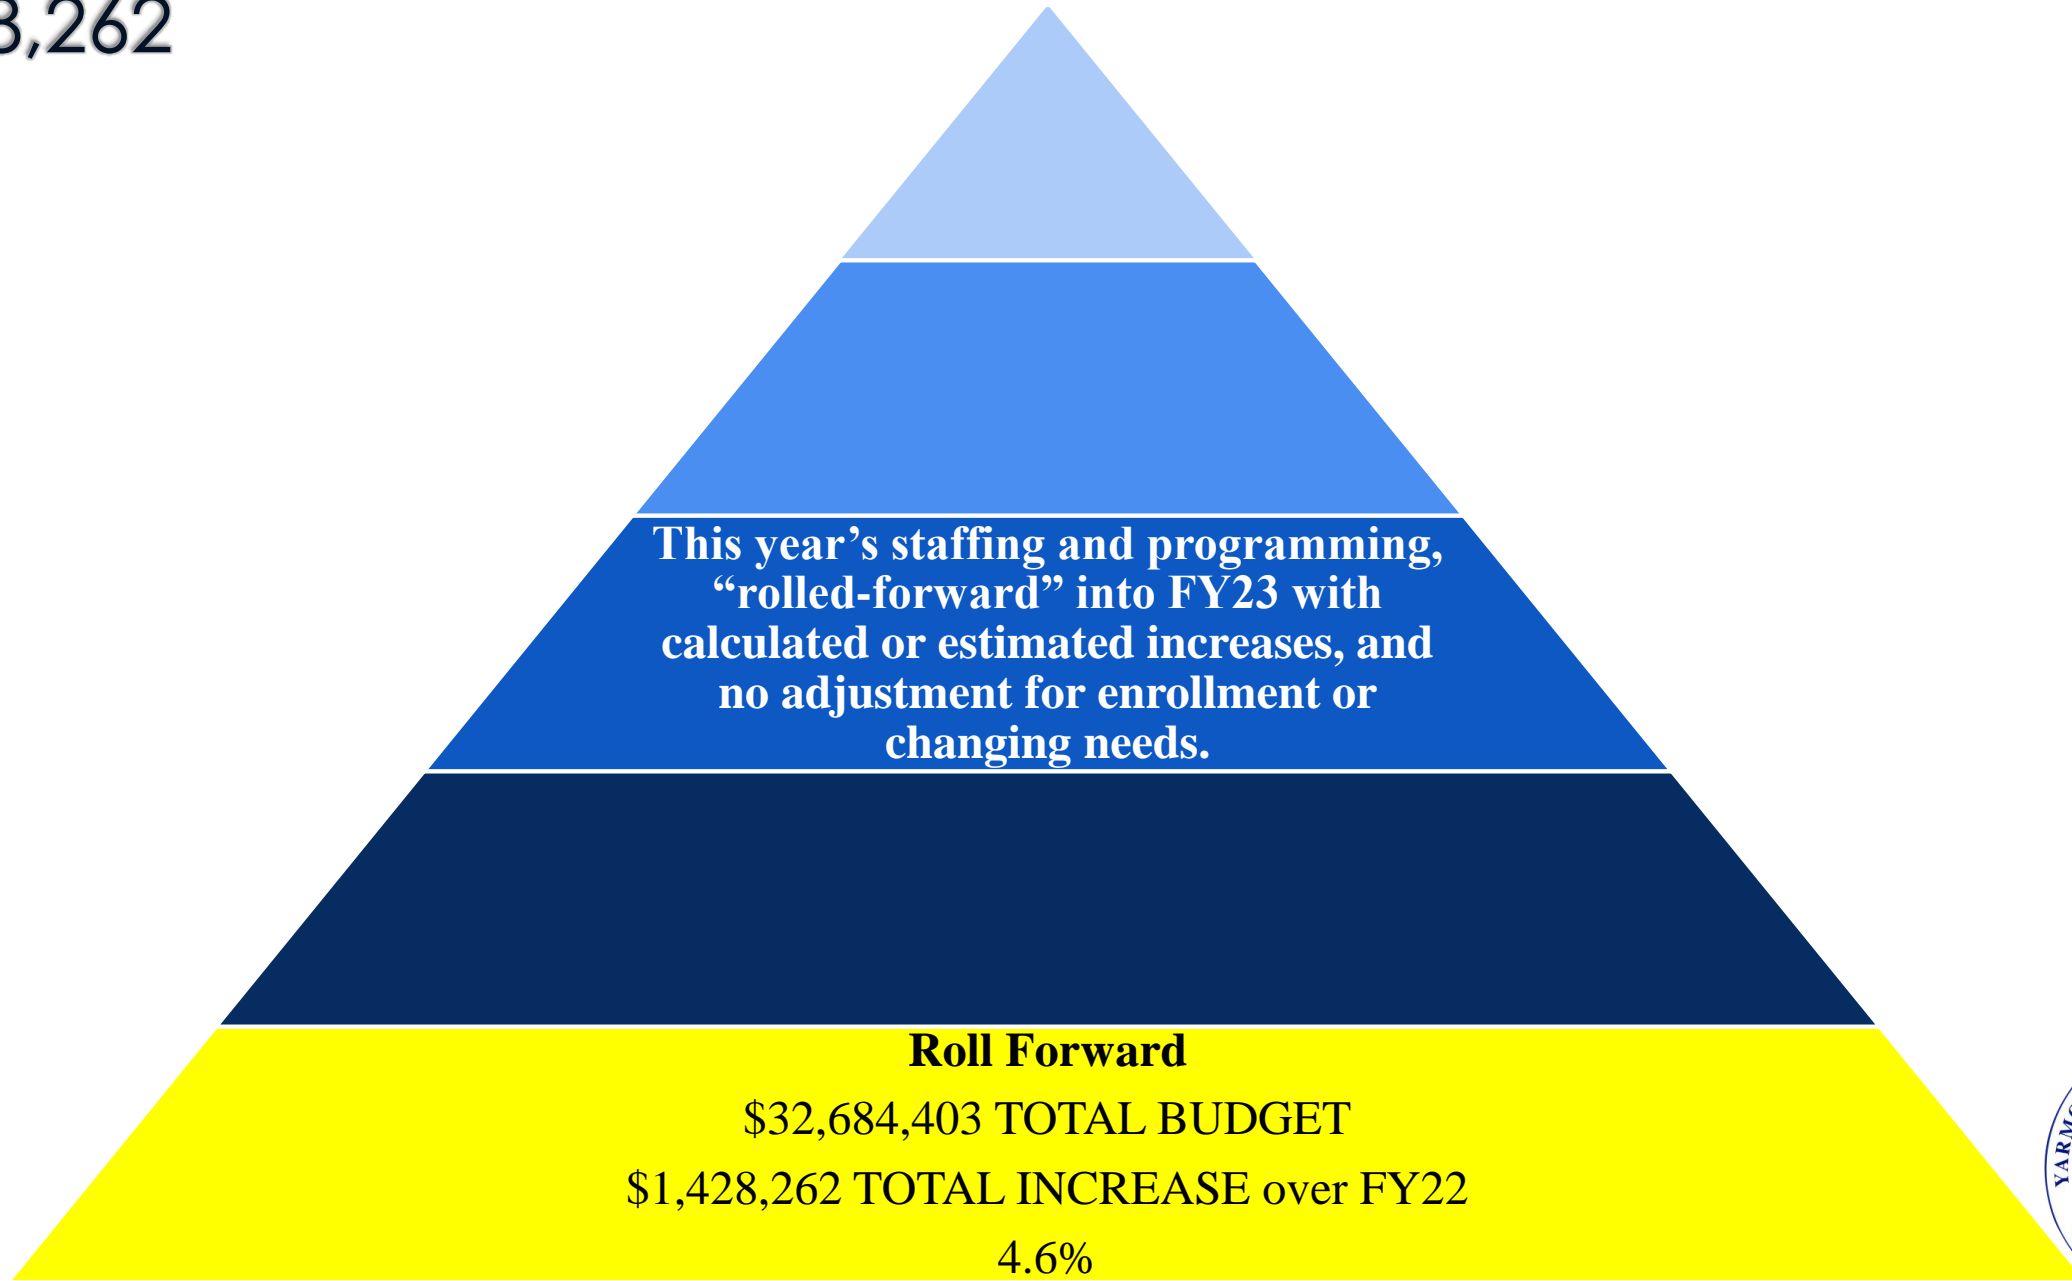 8,262
This year’s staffing and programming,
“rolled-forward” into FY23 with
calculated or estimated increases, and
no adjustment for enrollment or
changing needs.
Roll Forward
$32,684,403 TOTAL BUDGET
$1,428,262 TOTAL INCREASE over FY22
4.6%